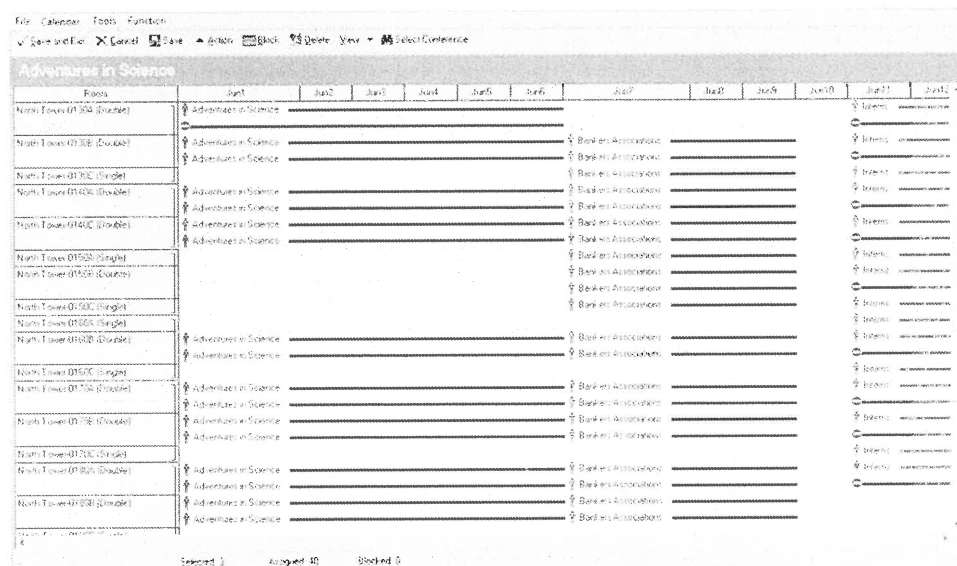 File Calendar Tools Function
Save and Exit Cancel Save Action Block Delete View Select Conference
Adventures in Science
Room Jun1 Jun2 Jun3 Jun4 Jun5 Jun6 Jun7 Jun8 Jun9 Jun10 Jun11 Jun12
North Tower-0130A (Double) Adventures in Science Interns
North Tower-0130B (Double) Adventures in Science Bankers Associations Interns
Adventures in Science Bankers Associations
North Tower-0130C (Single) Bankers Associations Interns
North Tower-0140A (Double) Adventures in Science Bankers Associations Interns
Adventures in Science Bankers Associations
North Tower-0140C (Double) Adventures in Science Bankers Associations Interns
Adventures in Science Bankers Associations
North Tower-0150A (Single) Bankers Associations Interns
North Tower-0150B (Double) Bankers Associations Interns
Bankers Associations
North Tower-0150C (Single) Bankers Associations Interns
North Tower-0160A (Single) Interns
North Tower-0160B (Double) Adventures in Science Bankers Associations Interns
Adventures in Science Bankers Associations
North Tower-0160C (Single) Interns
North Tower-0170A (Double) Adventures in Science Bankers Associations Interns
Adventures in Science Bankers Associations
North Tower-0170B (Double) Adventures in Science Bankers Associations Interns
Adventures in Science Bankers Associations
North Tower-0170C (Single) Interns
North Tower-0180A (Double) Adventures in Science Bankers Associations Interns
Adventures in Science Bankers Associations
North Tower-0180B (Double) Adventures in Science Bankers Associations
Adventures in Science Bankers Associations
Selected: Assigned: 40 Blocked: 0